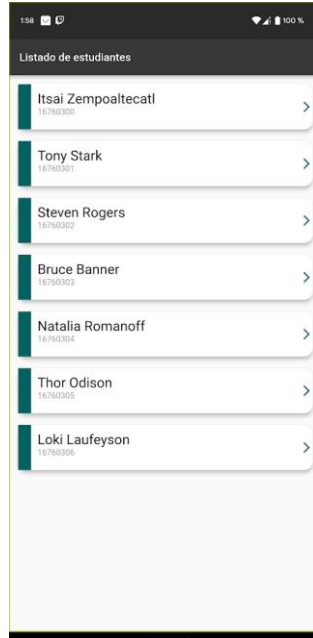 1:58 100 %
Listado de estudiantes
Itsai Zempoaltecatl
16760300
Tony Stark
16760301
Steven Rogers
16760302
Bruce Banner
16760303
Natalia Romanoff
16760304
Thor Odison
16760305
Loki Laufeyson
16760306